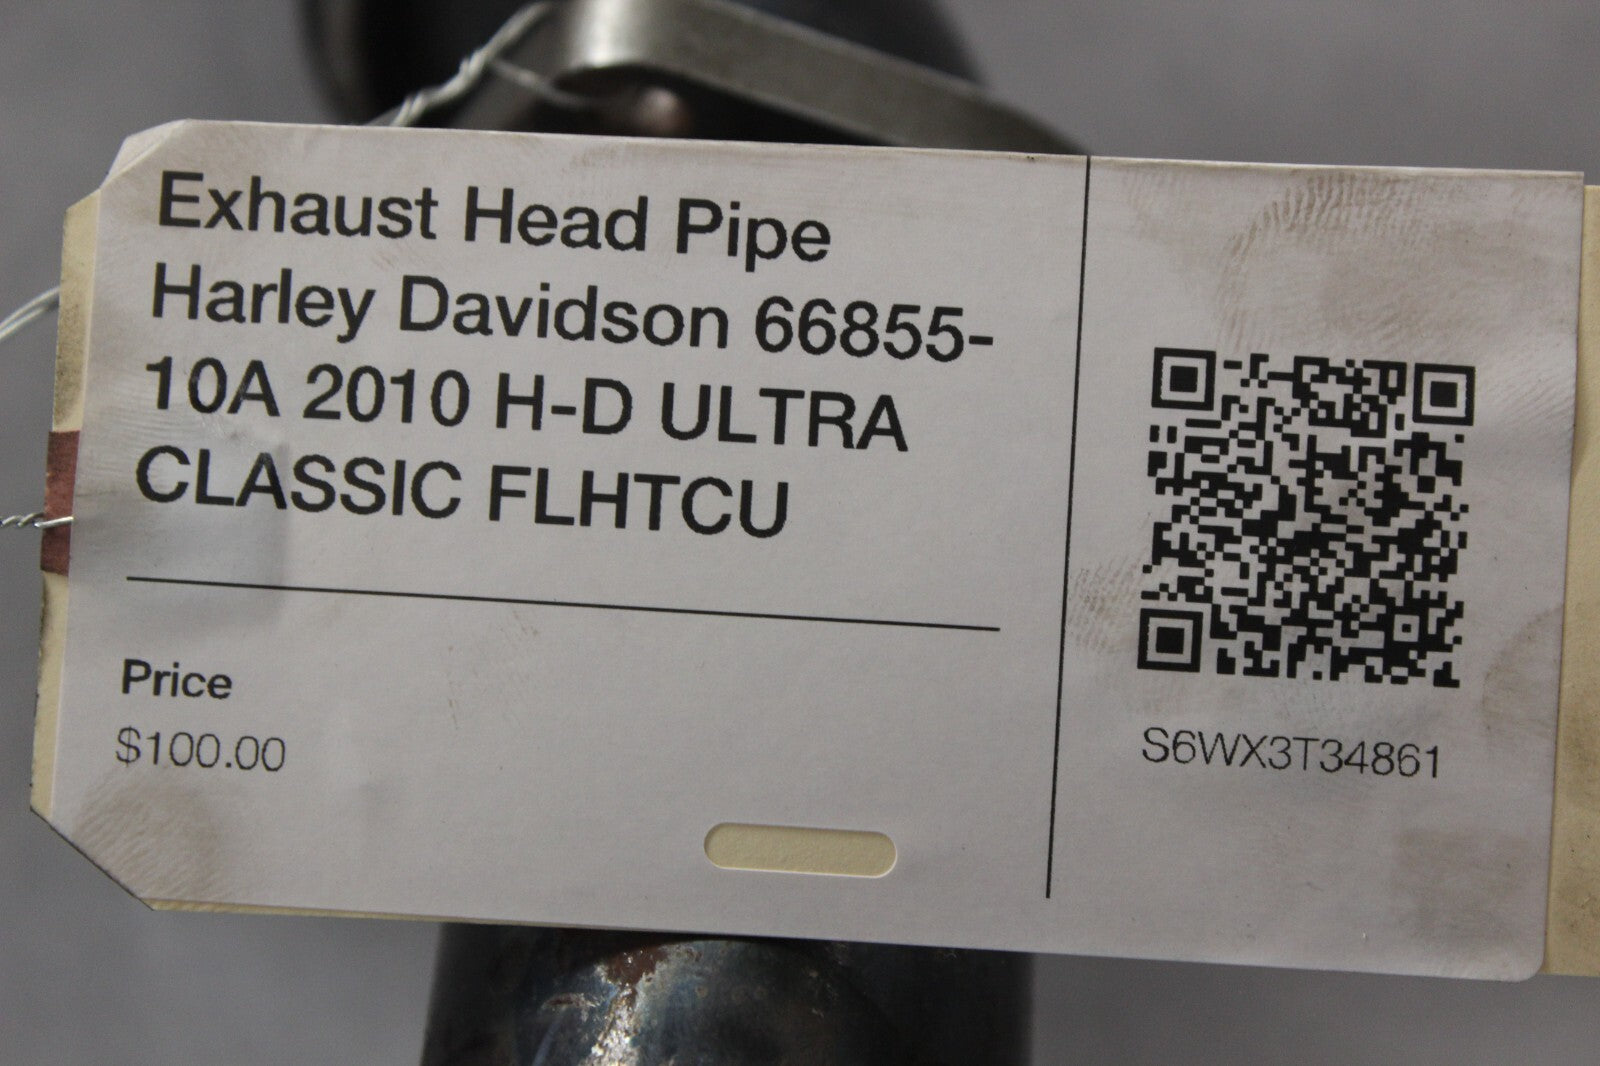 Exhaust Head Pipe
Harley Davidson 66855-
10A 2010 H-D ULTRA
CLASSIC FLHTCU
Price
$100.00
S6WX3T34861